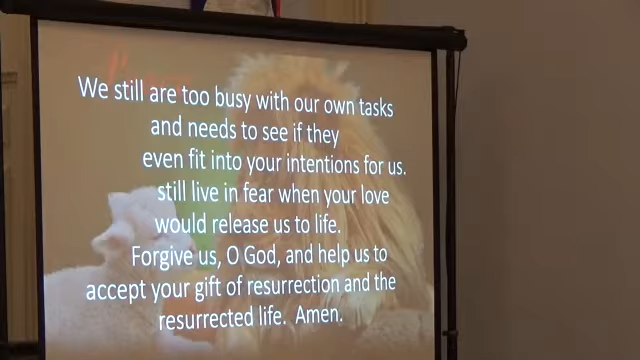 We still are too busy with our own tasks
and needs to see if they
even fit into your intentions for us.
still live in fear when your love
would release us to life.
Forgive us, O God, and help us to
accept your gift of resurrection and the
resurrected life. Amen.